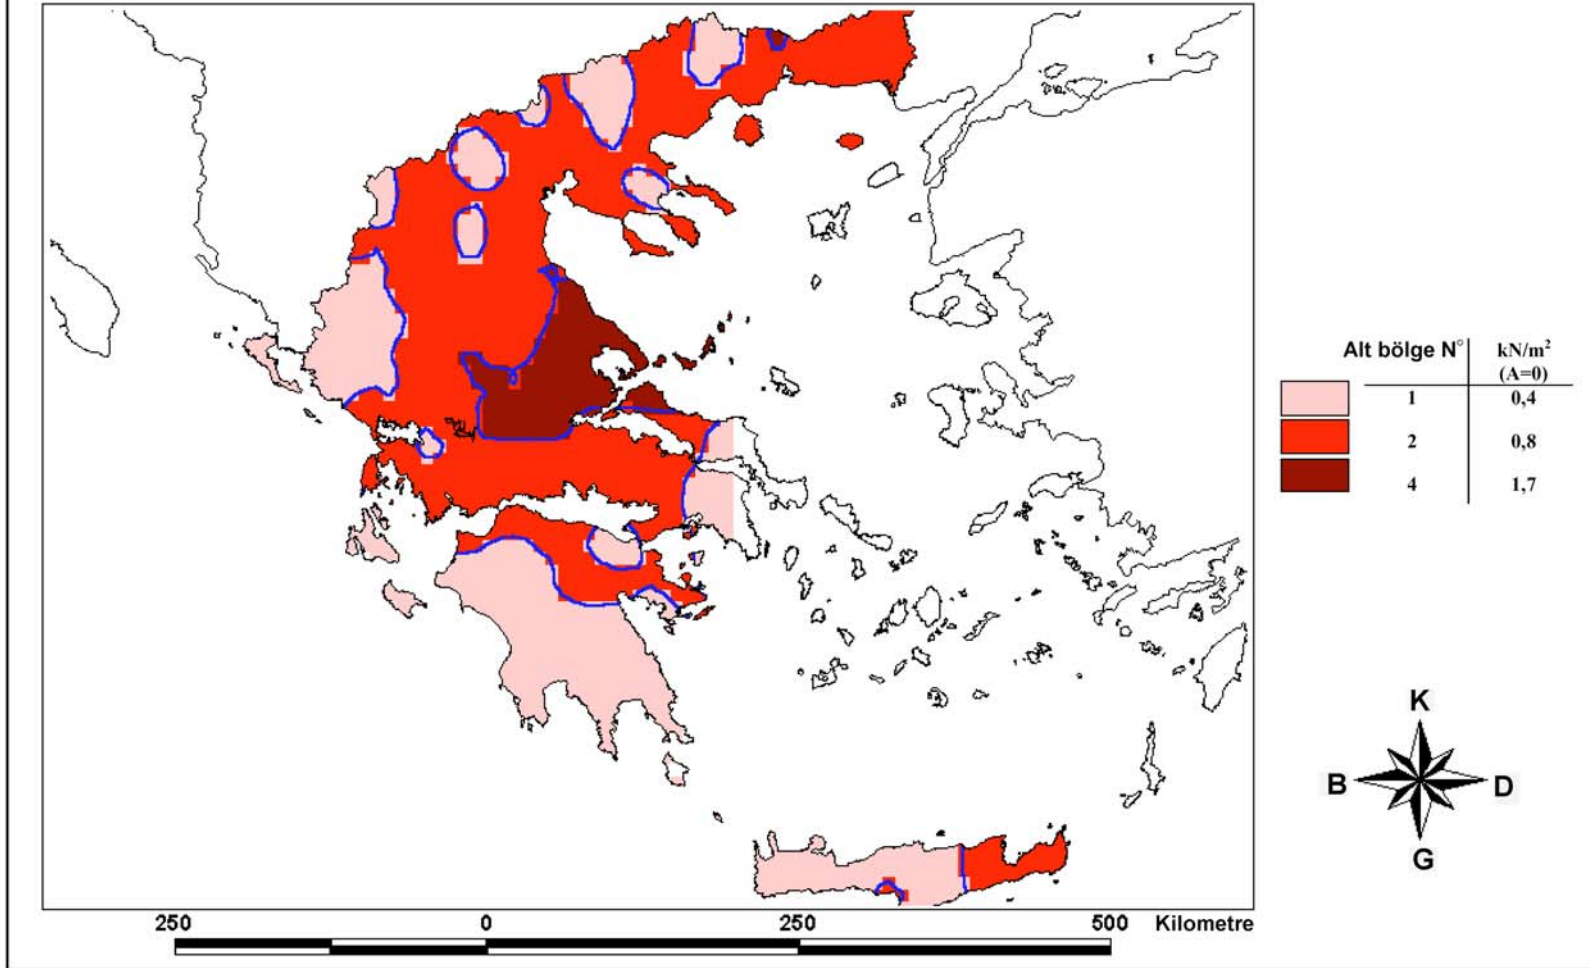 Alt bölge N° kN/m²
(A=0)
1 0,4
2 0,8
4 1,7
K
B D
G
250 0 250 500 Kilometre